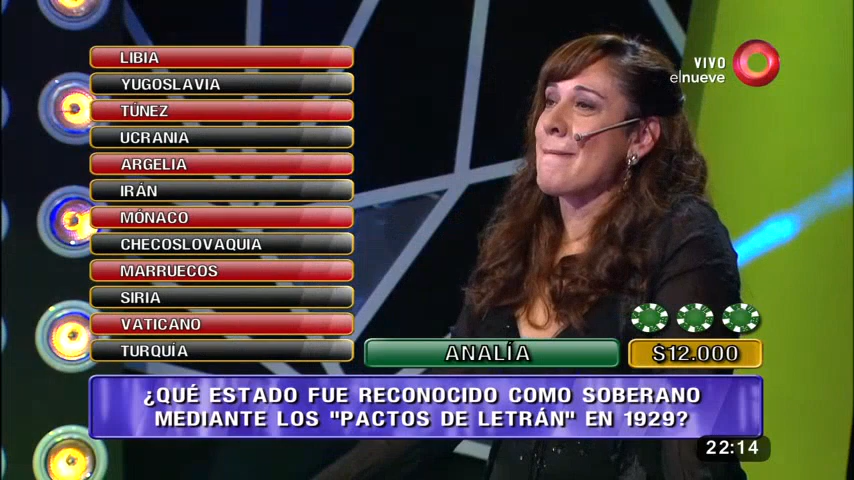 LIBIA
YUGOSLAVIA
TÚNEZ
UCRANIA
ARGELIA
IRÁN
MÓNACO
CHECOSLOVAQUIA
MARRUECOS
SIRIA
VATICANO
TURQUÍA
VIVO
elnueve
ANALÍA
$12.000
¿QUÉ ESTADO FUE RECONOCIDO COMO SOBERANO
MEDIANTE LOS "PACTOS DE LETRÁN" EN 1929?
22:14